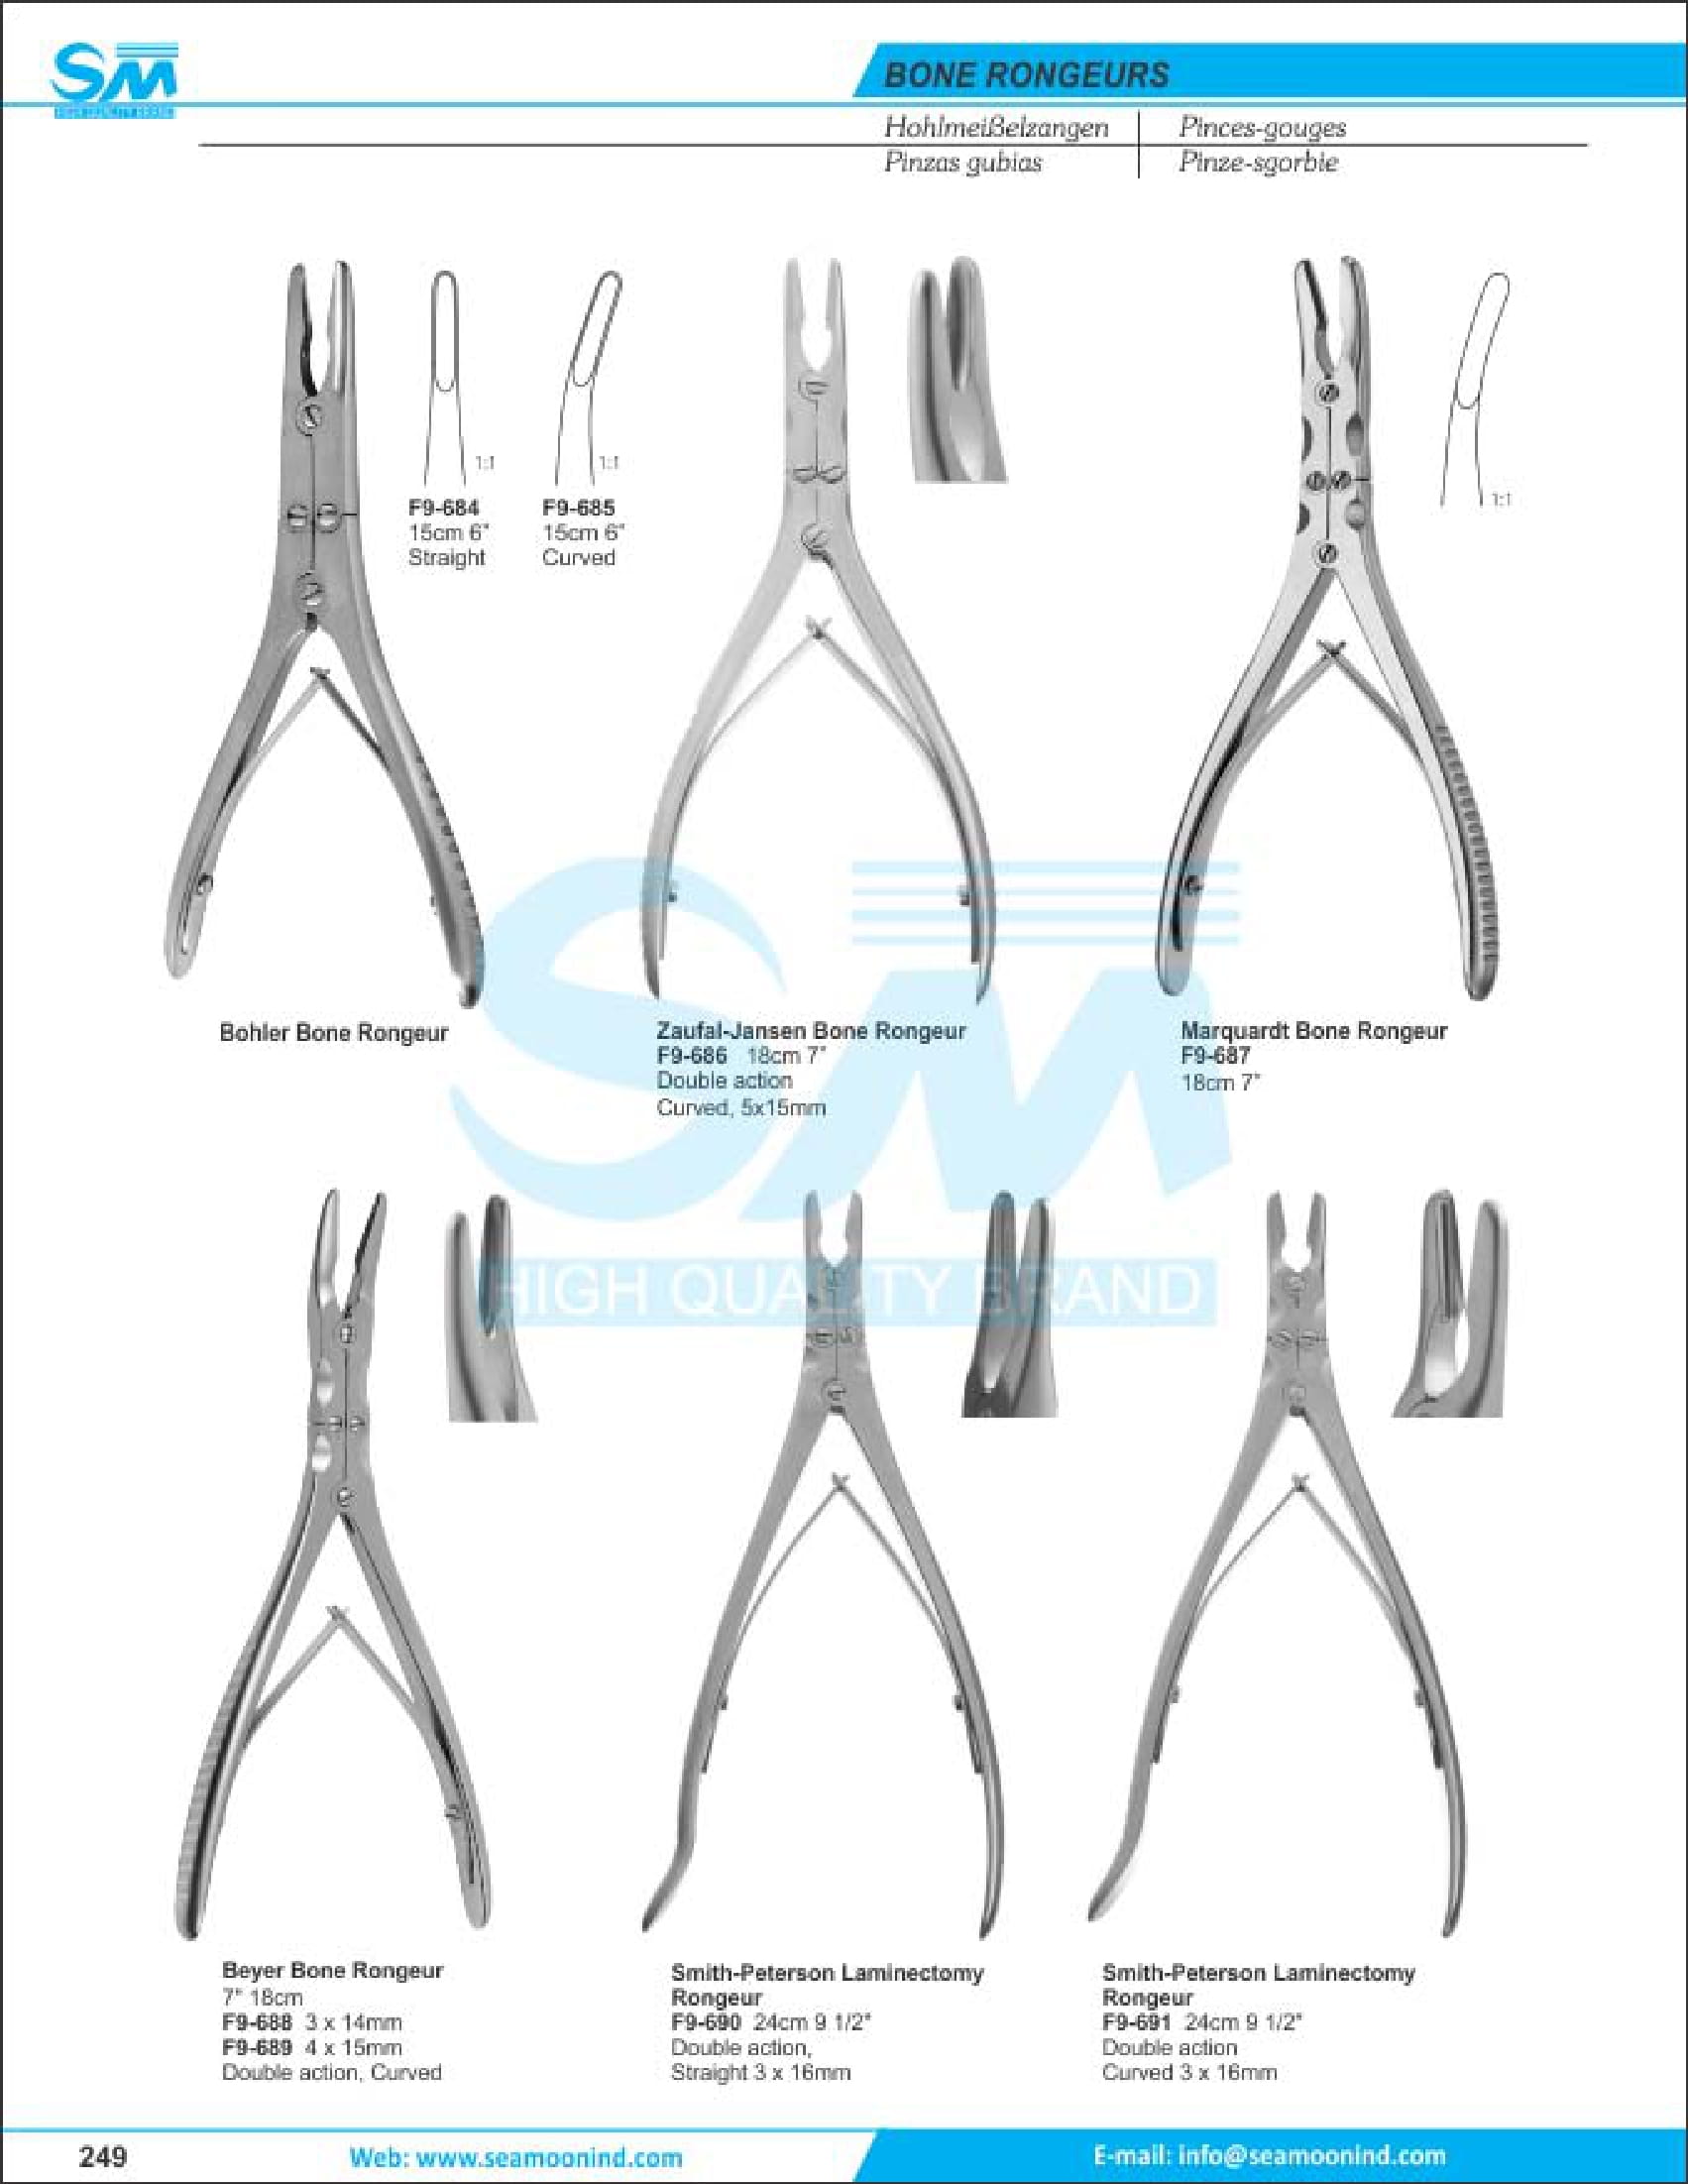 SM
BONE RONGEURS
Hohlmeißelzangen
Pinces-gouges
Pinzas gubias
Pinze-sgorbie
1:1
1:1
1:1
F9-684
15cm 6"
Straight
F9-685
15cm 6"
Curved
Bohler Bone Rongeur
Zaufal-Jansen Bone Rongeur
F9-686 18cm 7"
Double action
Curved, 5x15mm
Marquardt Bone Rongeur
F9-687
18cm 7"
SM
HIGH QUALITY BRAND
Beyer Bone Rongeur
7" 18cm
F9-688 3 x 14mm
F9-689 4 x 15mm
Double action, Curved
Smith-Peterson Laminectomy
Rongeur
F9-690 24cm 9 1/2"
Double action,
Straight 3 x 16mm
Smith-Peterson Laminectomy
Rongeur
F9-691 24cm 9 1/2"
Double action
Curved 3 x 16mm
249
Web: www.seamoonind.com
E-mail: info@seamoonind.com